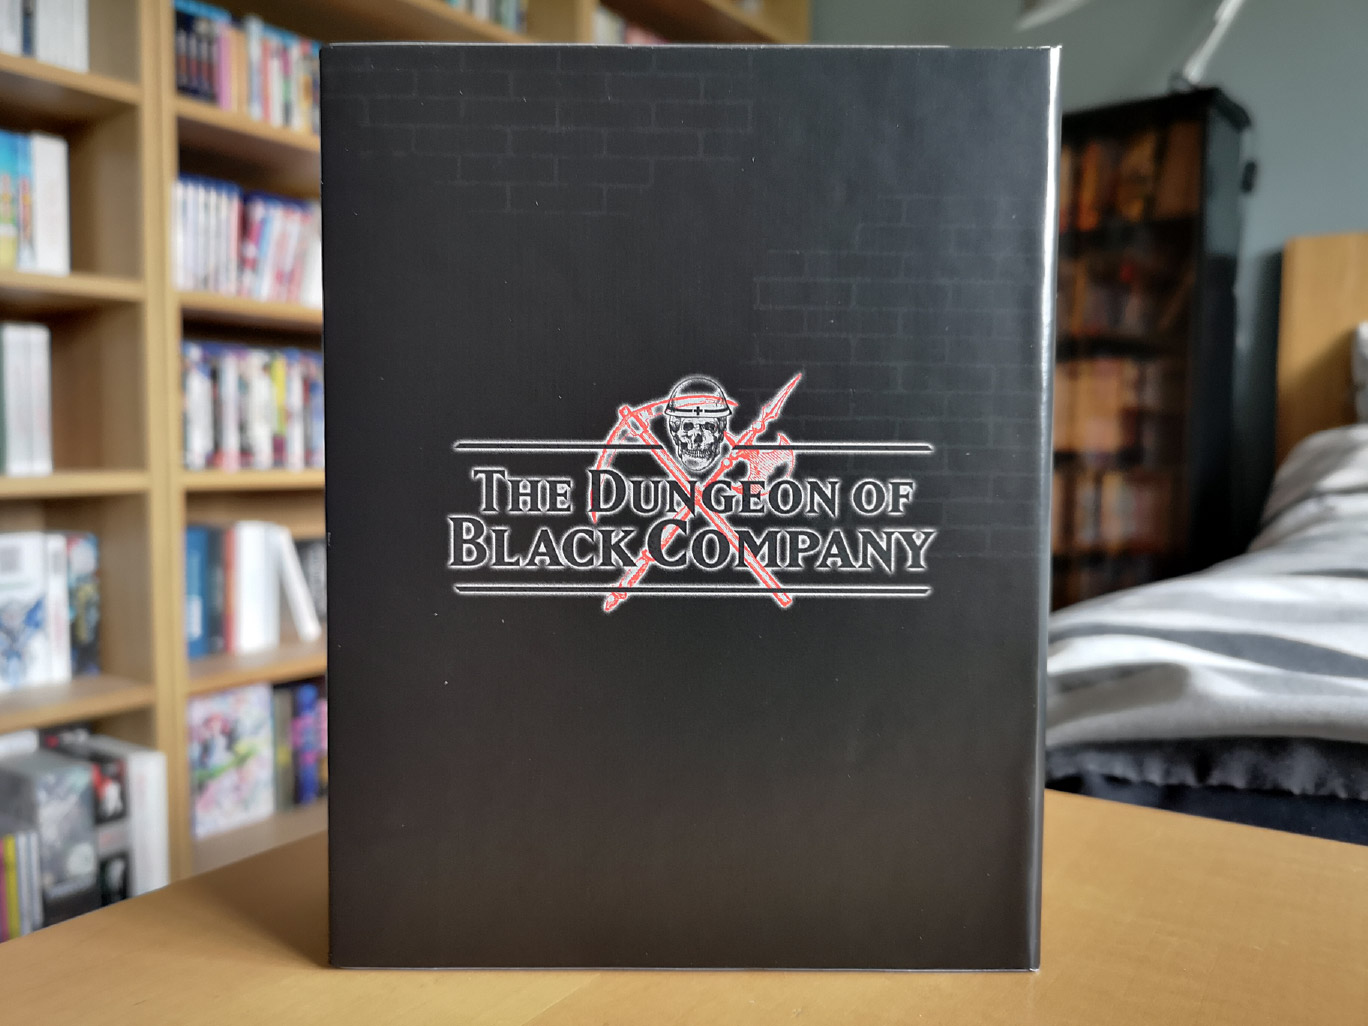 The Dungeon of
Black Company